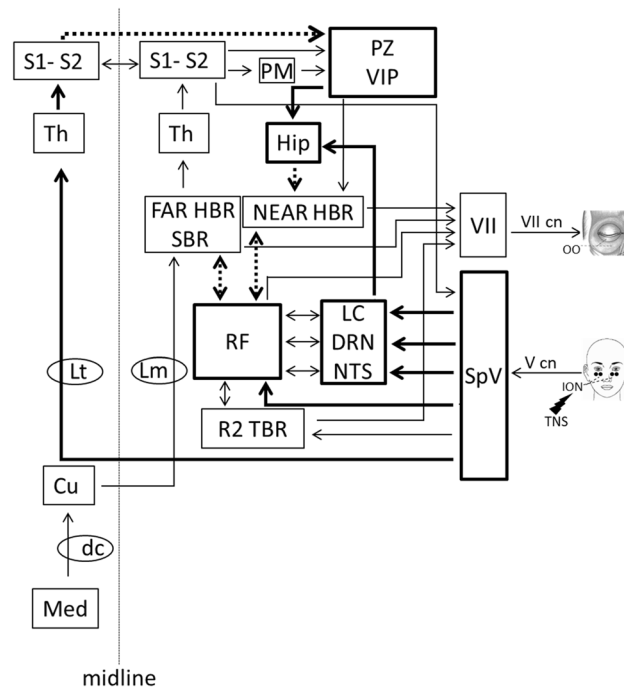 S1- S2
S1- S2
PM
PZ
VIP
Th
Th
Hip
FAR HBR
SBR
NEAR HBR
VII
VII cn
OO
RF
LC
DRN
NTS
SpV
V cn
ION
TNS
Lt
Lm
R2 TBR
Cu
dc
Med
midline